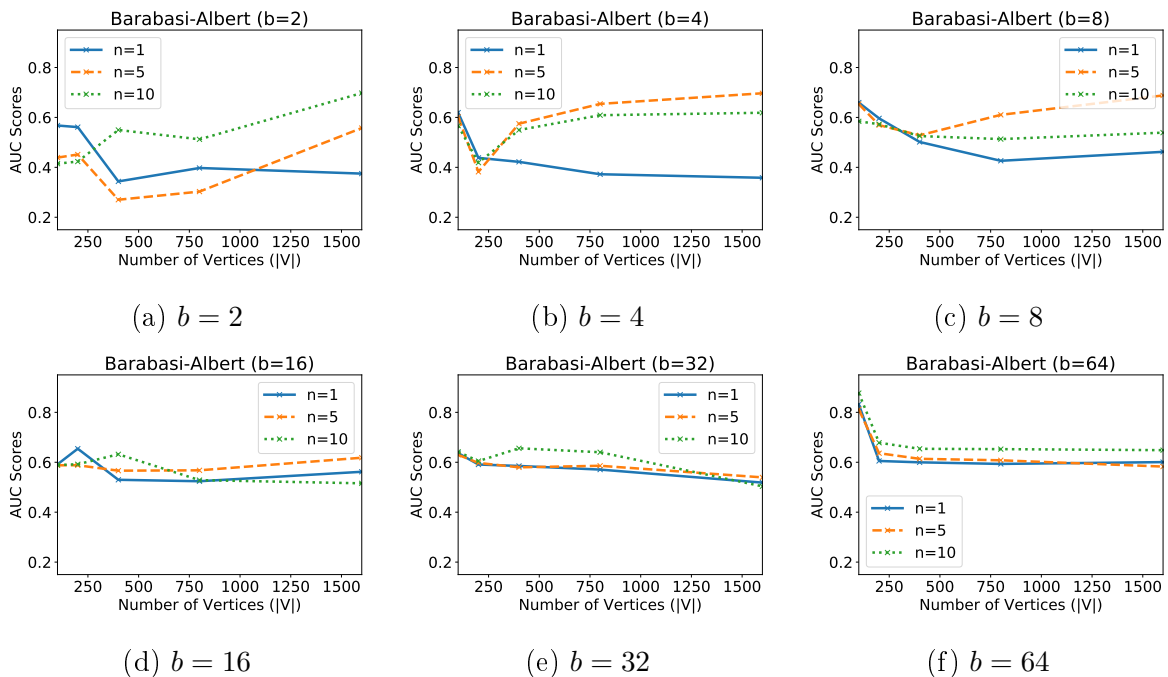 Barabasi-Albert (b=2)
AUC Scores
0.8
0.6
0.4
0.2
n=1
n=5
n=10
250 500 750 1000 1250 1500
Number of Vertices (|V|)
(a) b = 2
Barabasi-Albert (b=4)
AUC Scores
0.8
0.6
0.4
0.2
n=1
n=5
n=10
250 500 750 1000 1250 1500
Number of Vertices (|V|)
(b) b = 4
Barabasi-Albert (b=8)
AUC Scores
0.8
0.6
0.4
0.2
n=1
n=5
n=10
250 500 750 1000 1250 1500
Number of Vertices (|V|)
(c) b = 8
Barabasi-Albert (b=16)
AUC Scores
0.8
0.6
0.4
0.2
n=1
n=5
n=10
250 500 750 1000 1250 1500
Number of Vertices (|V|)
(d) b = 16
Barabasi-Albert (b=32)
AUC Scores
0.8
0.6
0.4
0.2
n=1
n=5
n=10
250 500 750 1000 1250 1500
Number of Vertices (|V|)
(e) b = 32
Barabasi-Albert (b=64)
AUC Scores
0.8
0.6
0.4
0.2
n=1
n=5
n=10
250 500 750 1000 1250 1500
Number of Vertices (|V|)
(f) b = 64